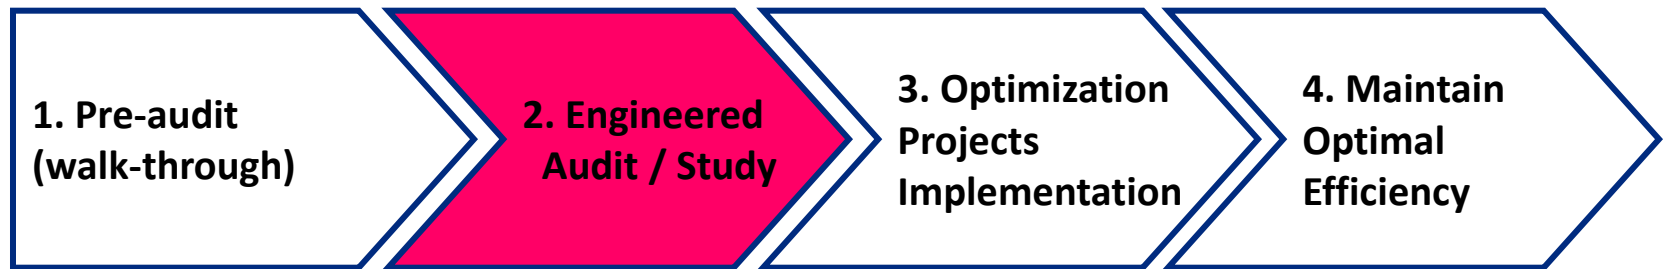 1. Pre-audit
(walk-through)
2. Engineered
Audit / Study
3. Optimization
Projects
Implementation
4. Maintain
Optimal
Efficiency